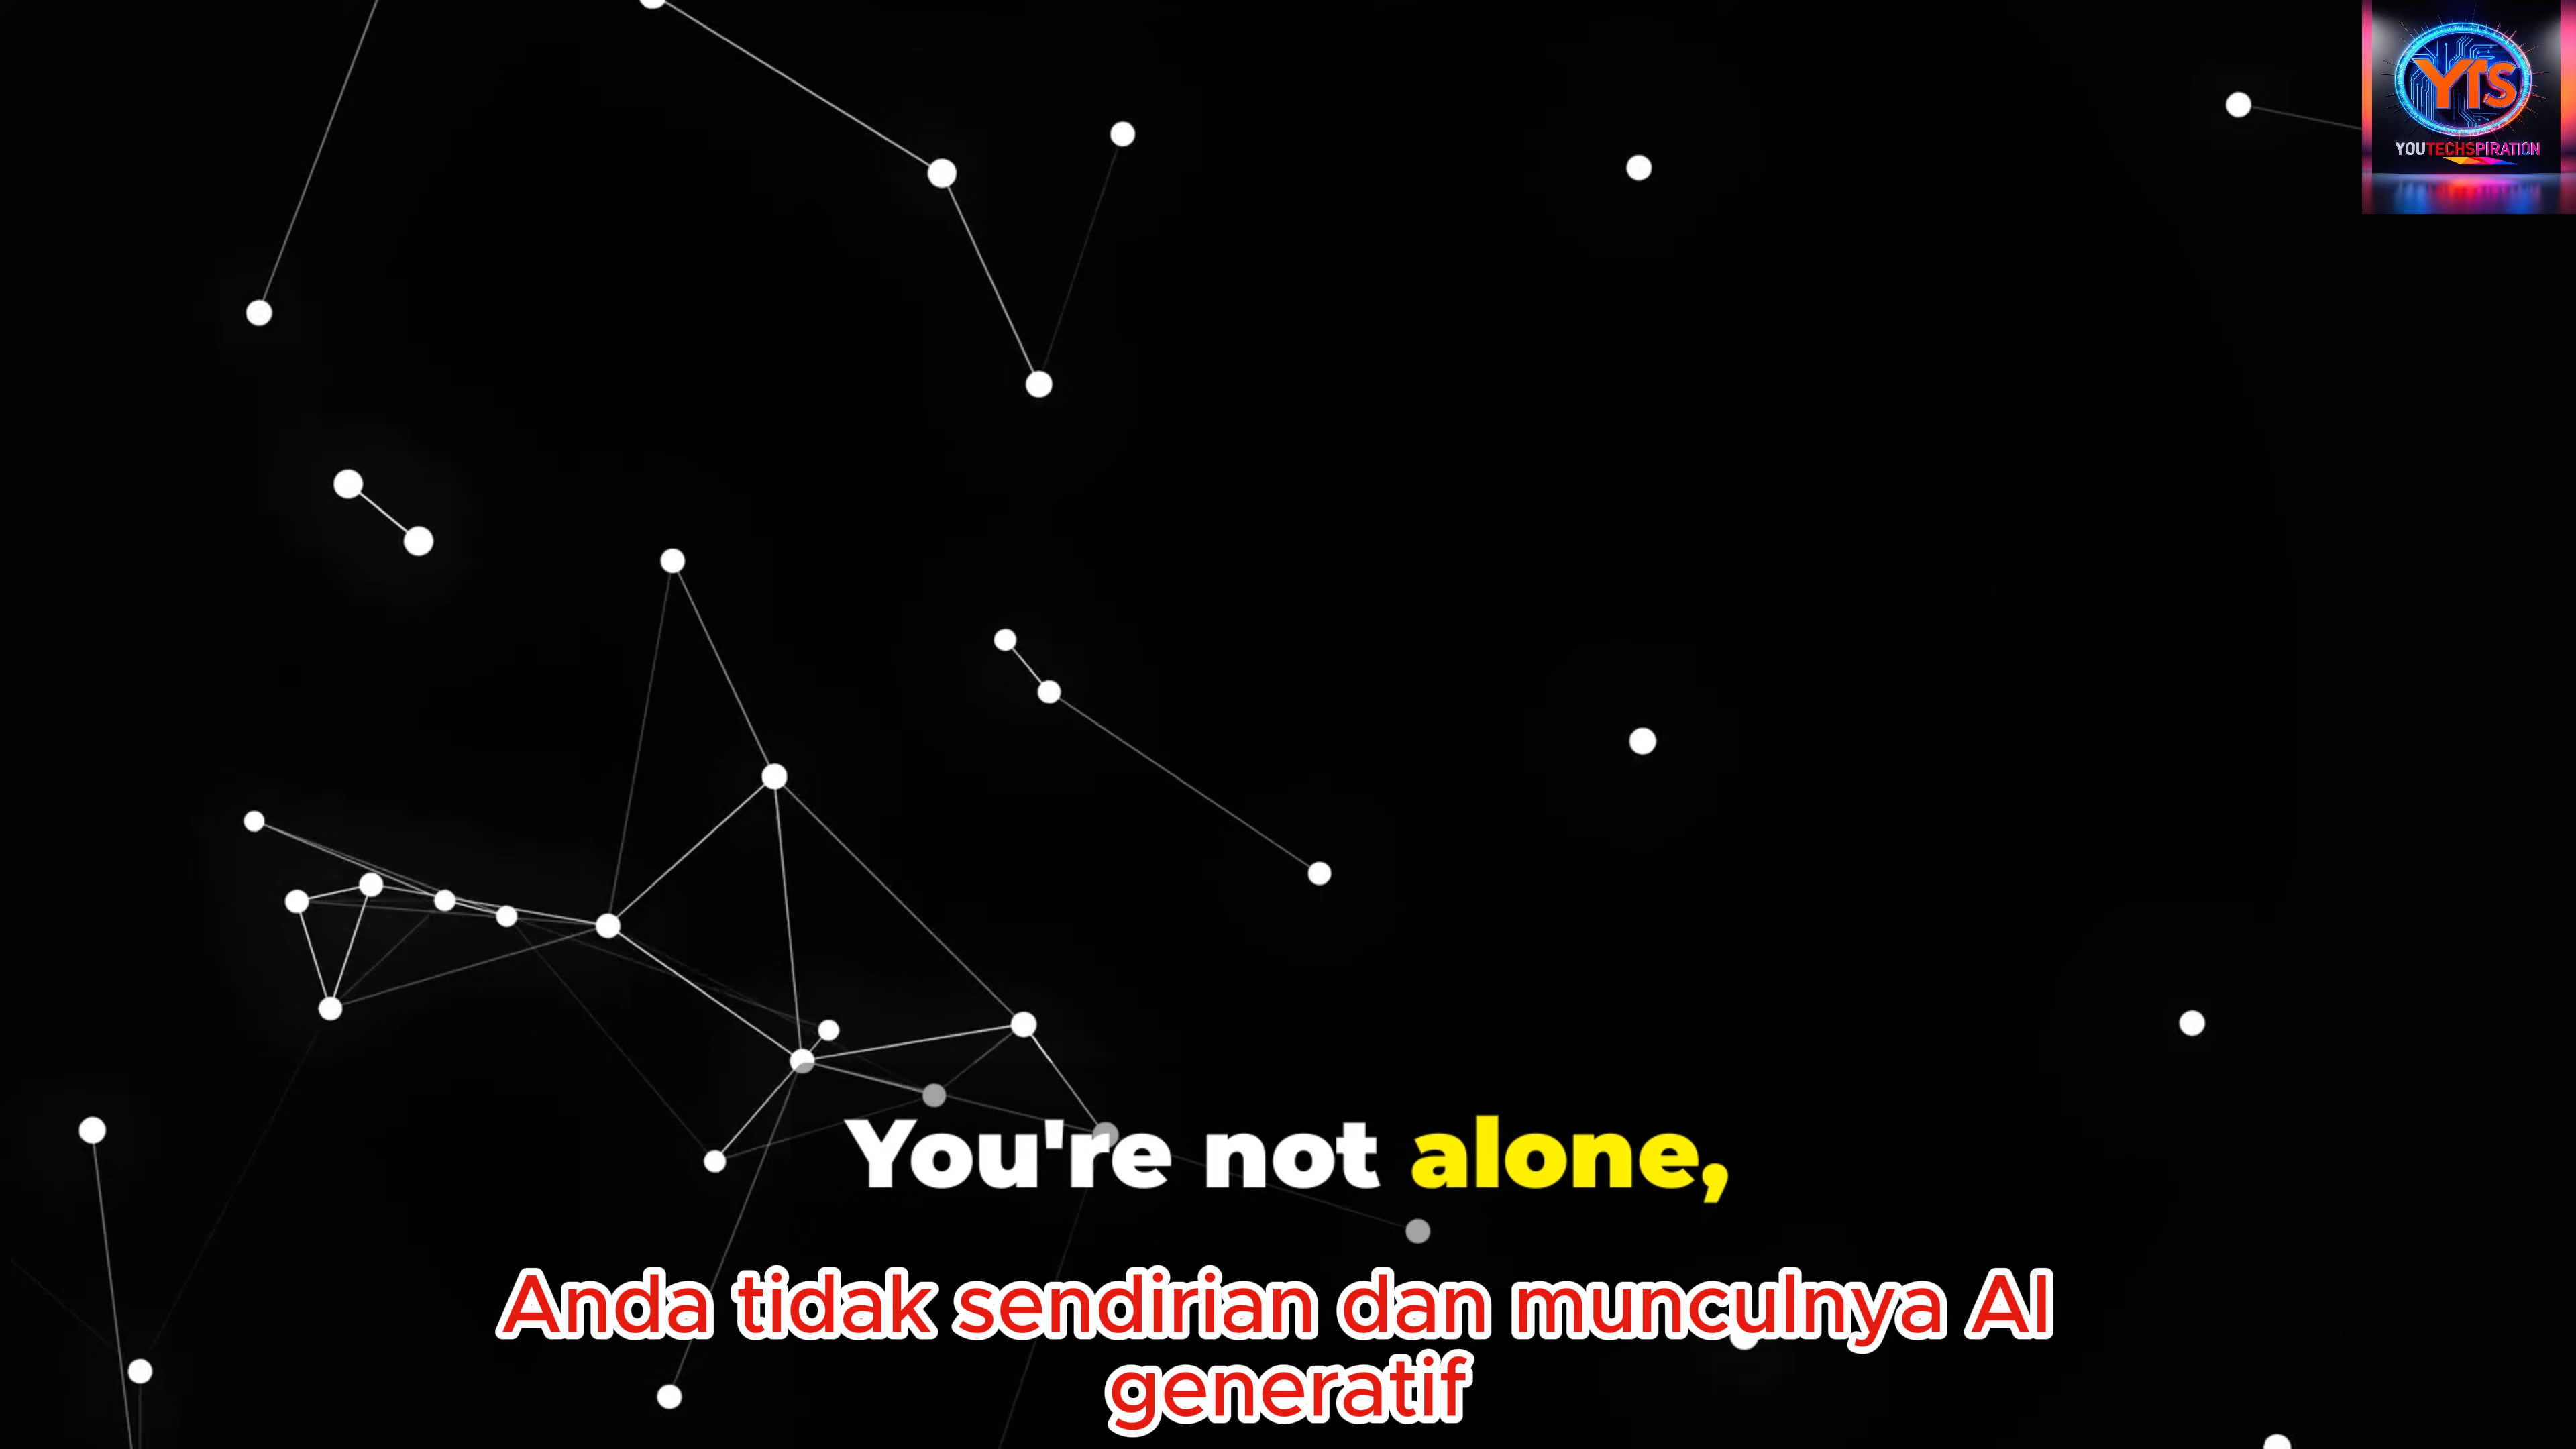 YTS
YOUTECHSPIRATION
You're not alone,
Anda tidak sendirian dan munculnya AI
generatif